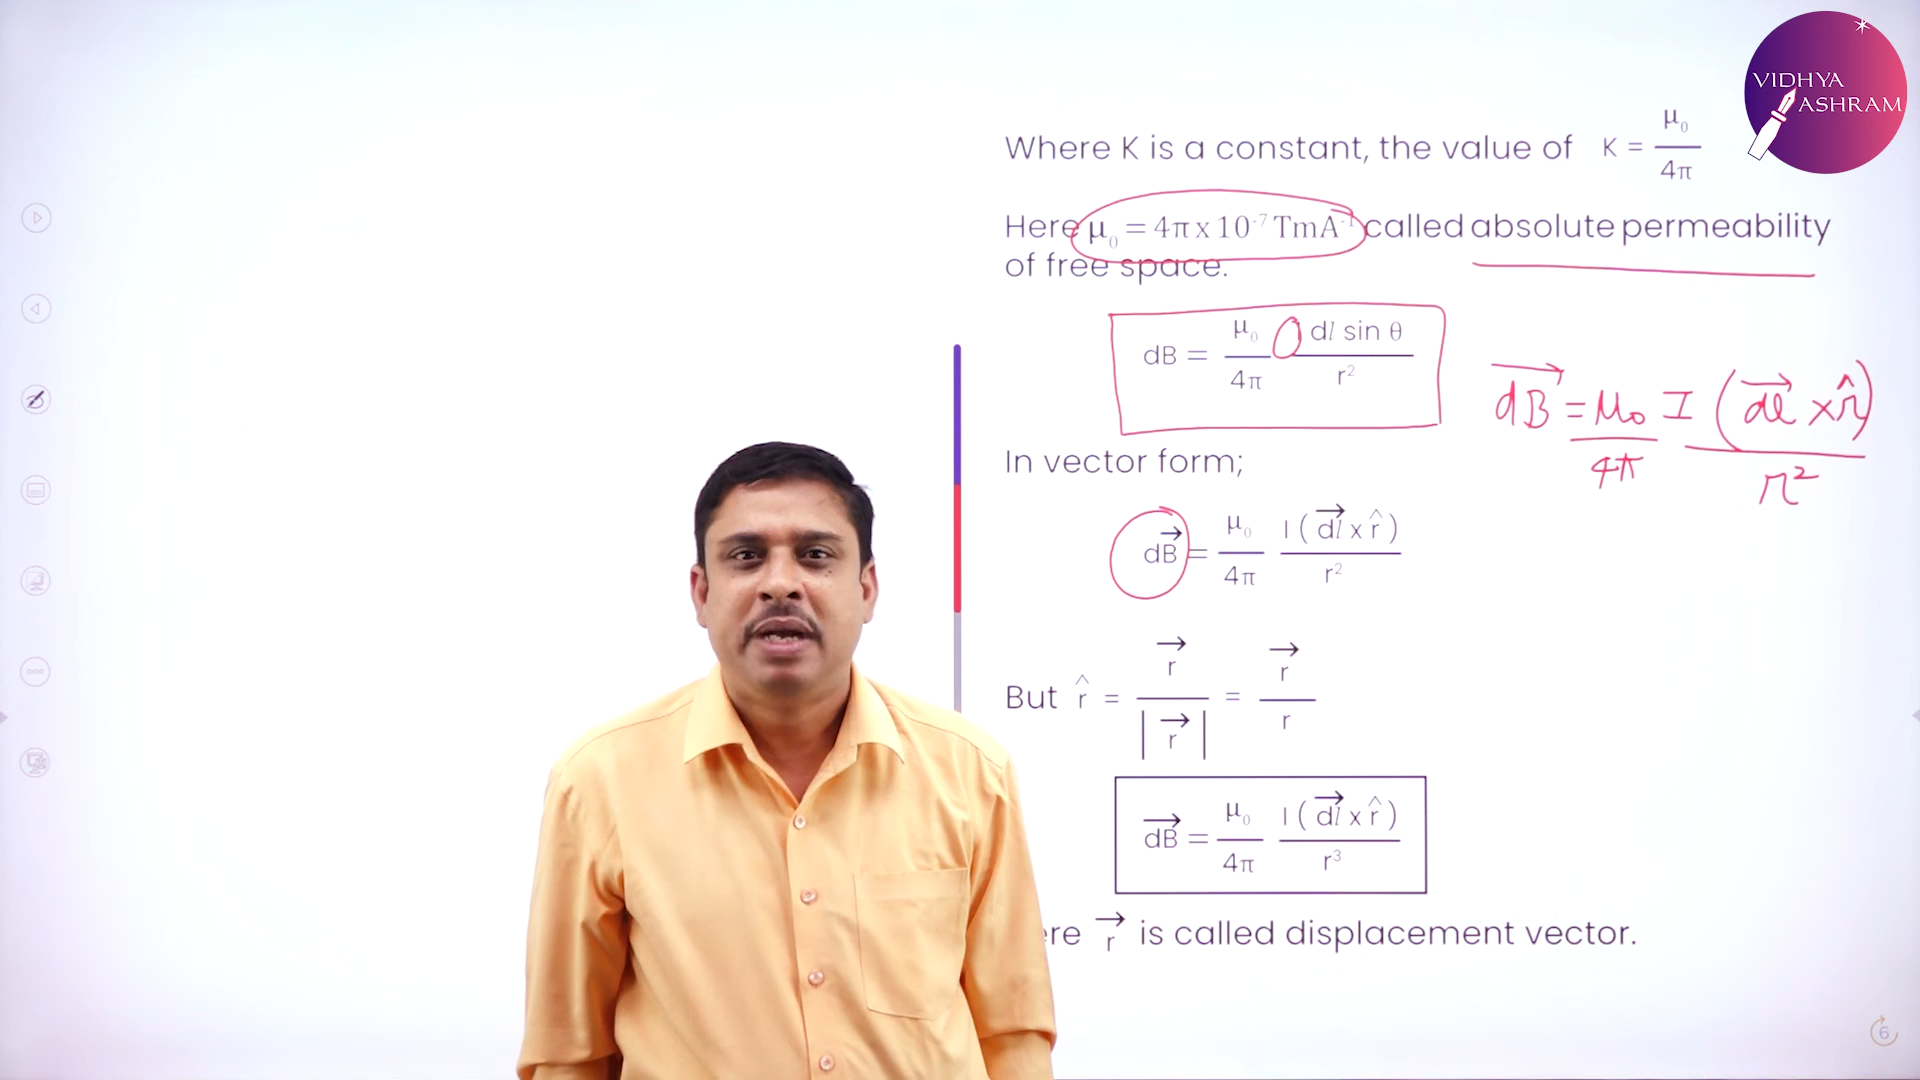 VIDHYA
ASHRAM
Where K is a constant, the value of K = μ₀/4π
Here μ₀ = 4π x 10⁻⁷ TmA⁻¹ called absolute permeability
of free space.
dB = μ₀/4π dl sin θ/r²
dB⃗ = μ₀/4π I (dl⃗ × r̂)/r²
In vector form;
dB⃗ = μ₀/4π I ( dl⃗ x r̂ )/r²
But r̂ = r⃗/|r⃗| = r⃗/r
dB⃗ = μ₀/4π I ( dl⃗ x r̂ )/r³
ere r⃗ is called displacement vector.
6